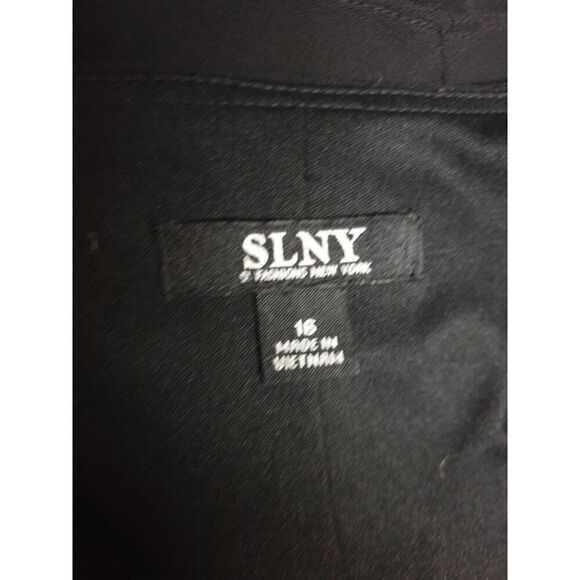 SLNY
FASHIONS NEW YORK
16
MADE IN
VIETNAM